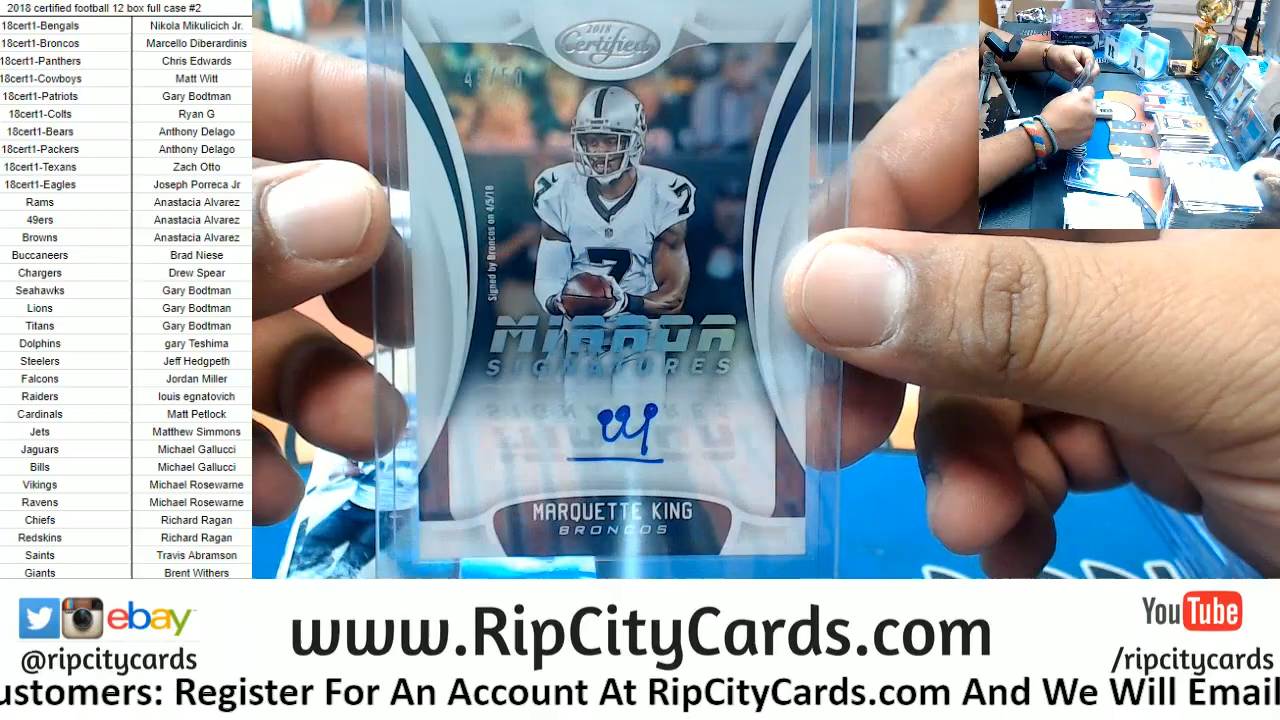 2018 certified football 12 box full case #2
18cert1-Bengals Nikola Mikulicich Jr.
18cert1-Broncos Marcello Diberardinis
18cert1-Panthers Chris Edwards
18cert1-Cowboys Matt Witt
18cert1-Patriots Gary Bodtman
18cert1-Colts Ryan G
18cert1-Bears Anthony Delago
18cert1-Packers Anthony Delago
18cert1-Texans Zach Otto
18cert1-Eagles Joseph Porreca Jr
Rams Anastacia Alvarez
49ers Anastacia Alvarez
Browns Anastacia Alvarez
Buccaneers Brad Niese
Chargers Drew Spear
Seahawks Gary Bodtman
Lions Gary Bodtman
Titans Gary Bodtman
Dolphins gary Teshima
Steelers Jeff Hedgpeth
Falcons Jordan Miller
Raiders louis egnatovich
Cardinals Matt Petlock
Jets Matthew Simmons
Jaguars Michael Gallucci
Bills Michael Gallucci
Vikings Michael Rosewarne
Ravens Michael Rosewarne
Chiefs Richard Ragan
Redskins Richard Ragan
Saints Travis Abramson
Giants Brent Withers
2018
Certified
7
7
7
Signed by Broncos on 4/5/18
MIRROR
SIGNATURES
MARQUETTE KING
BRONCOS
ebay
@ripcitycards
www.RipCityCards.com
YouTube
/ripcitycards
ustomers: Register For An Account At RipCityCards.com And We Will Email